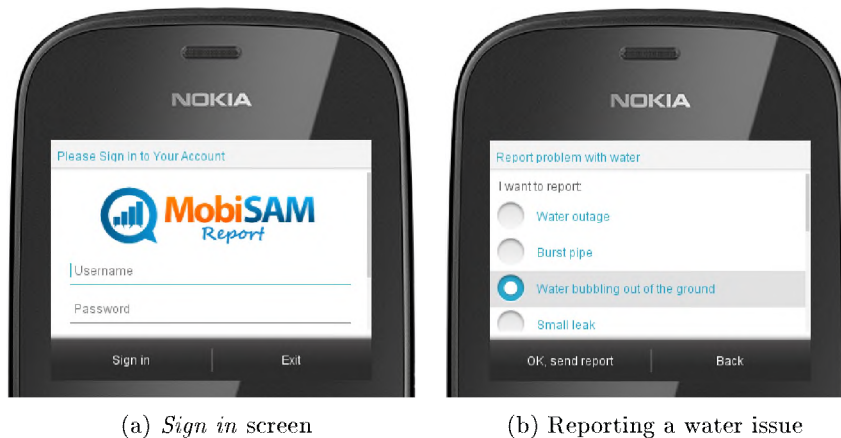 NOKIA
Please Sign In to Your Account
MobiSAM
Report
Username
Password
Sign in
Exit
(a) Sign in screen
NOKIA
Report problem with water
I want to report:
Water outage
Burst pipe
Water bubbling out of the ground
Small leak
OK, send report
Back
(b) Reporting a water issue